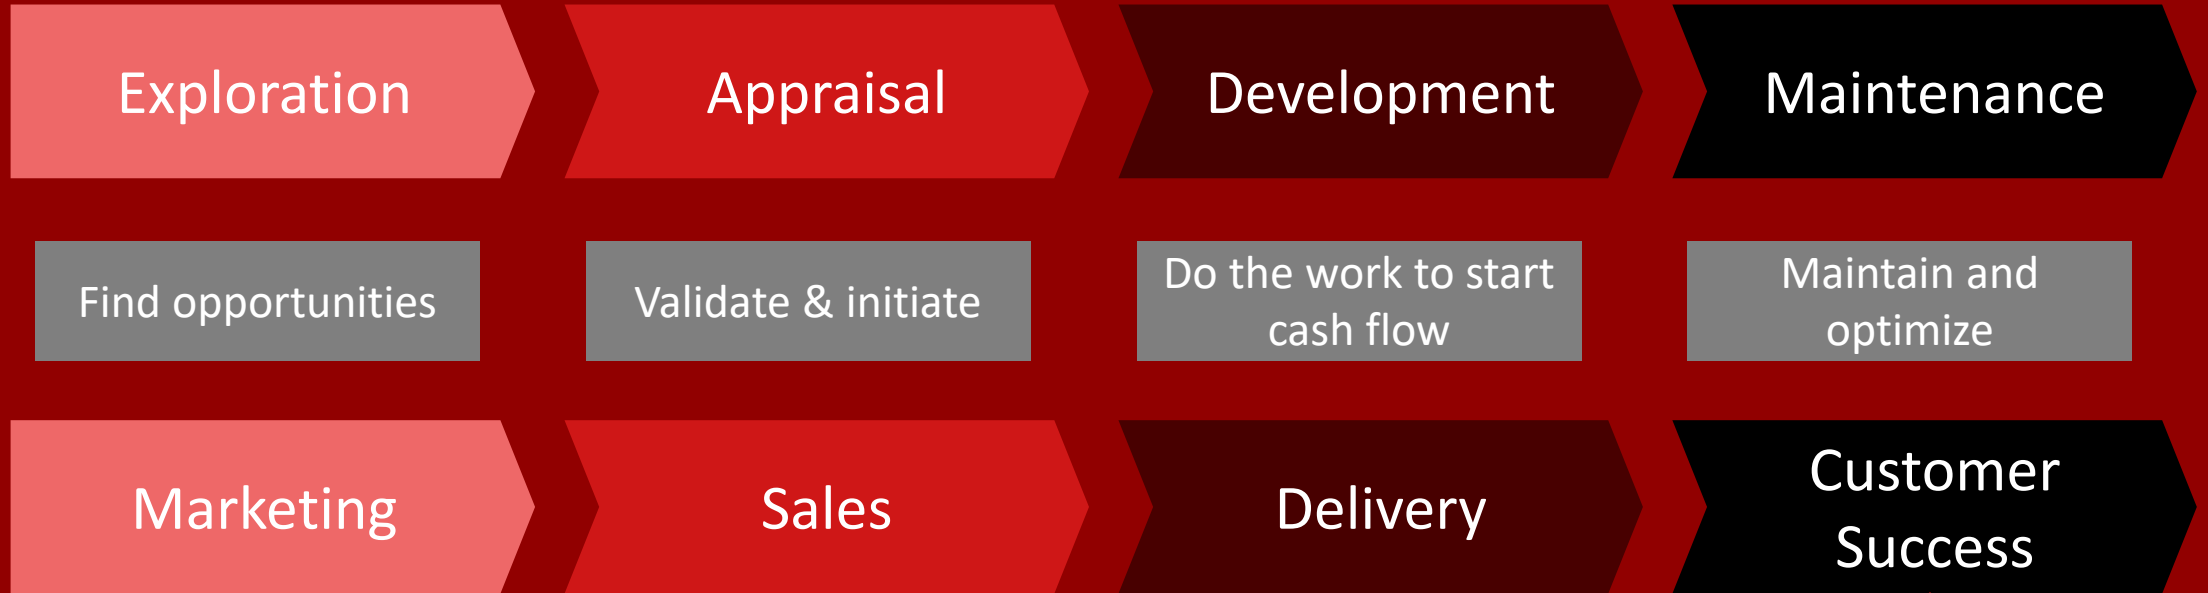 Exploration
Appraisal
Development
Maintenance
Find opportunities
Validate & initiate
Do the work to start
cash flow
Maintain and
optimize
Marketing
Sales
Delivery
Customer
Success